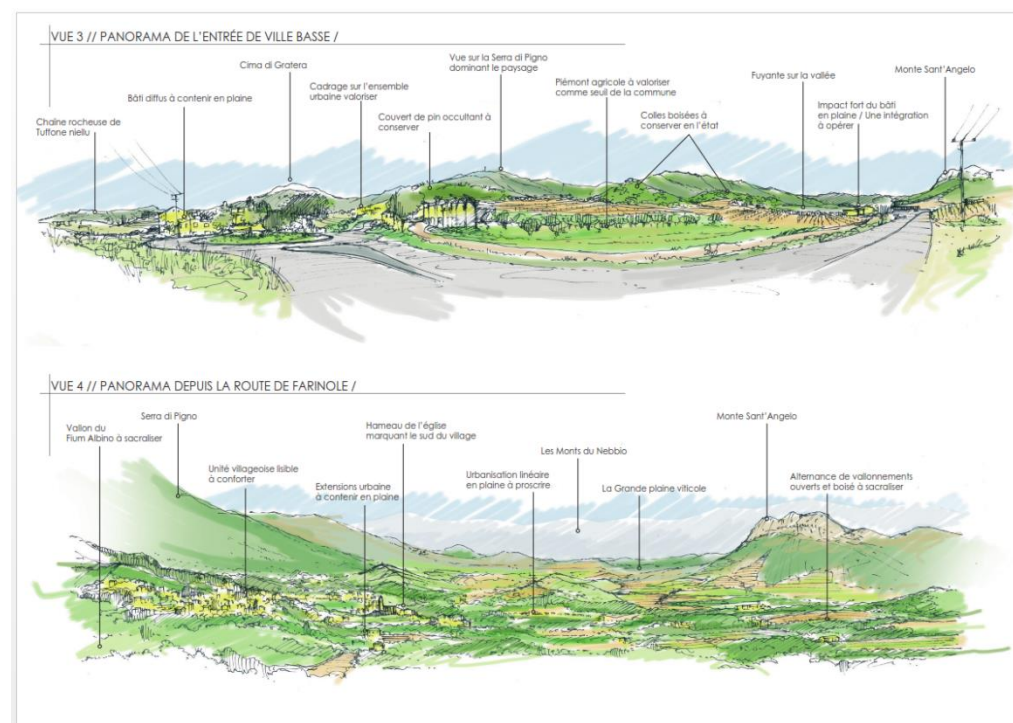 VUE 3 // PANORAMA DE L'ENTRÉE DE VILLE BASSE /
Chaîne rocheuse de
Tuffone niellu
Bâti diffus à contenir en plaine
Cima di Gratera
Cadrage sur l'ensemble
urbaine valoriser
Couvert de pin occultant à
conserver
Vue sur la Serra di Pigno
dominant le paysage
Piémont agricole à valoriser
comme seuil de la commune
Colles boisées à
conserver en l'état
Fuyante sur la vallée
Impact fort du bâti
en plaine / Une intégration
à opérer
Monte Sant'Angelo
VUE 4 // PANORAMA DEPUIS LA ROUTE DE FARINOLE /
Vallon du
Fium Albino à sacraliser
Serra di Pigno
Unité villageoise lisible
à conforter
Extensions urbaine
à contenir en plaine
Hameau de l'église
marquant le sud du village
Urbanisation linéaire
en plaine à proscrire
Les Monts du Nebbio
La Grande plaine viticole
Monte Sant'Angelo
Alternance de vallonnements
ouverts et boisé à sacraliser